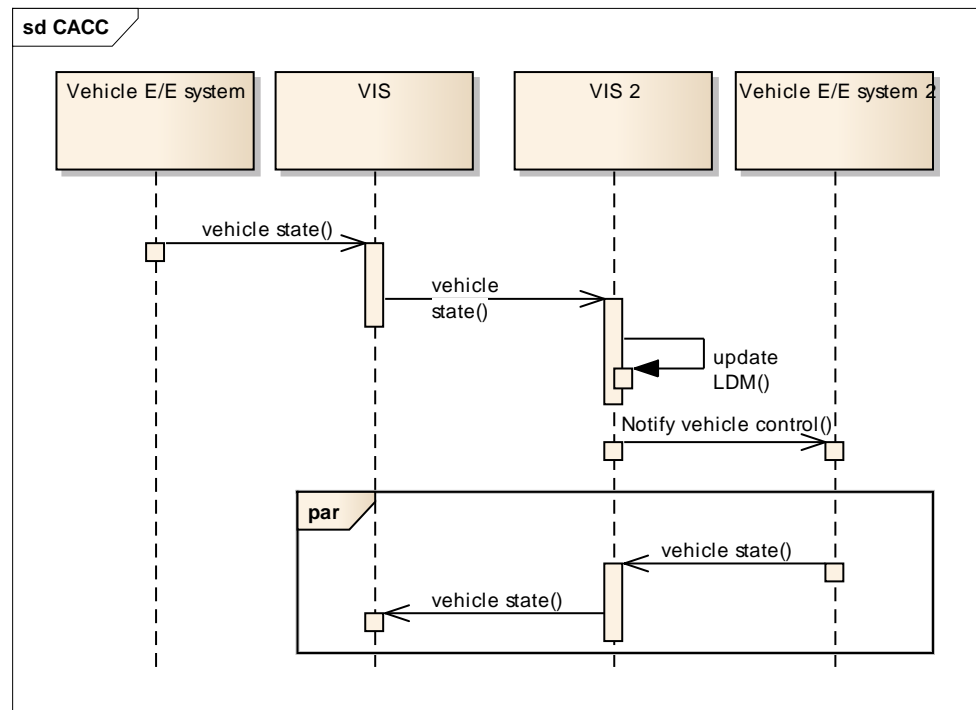 sd CACC
Vehicle E/E system
VIS
VIS 2
Vehicle E/E system 2
vehicle state()
vehicle
state()
update
LDM()
Notify vehicle control()
par
vehicle state()
vehicle state()